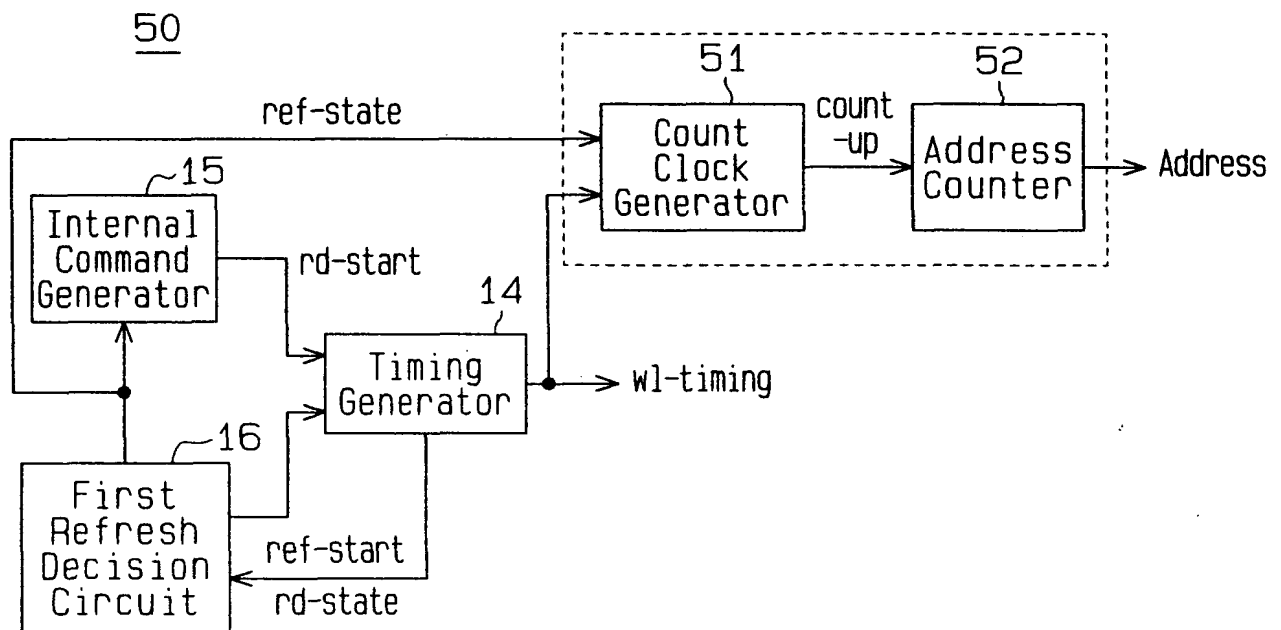 50
51
52
ref-state
Count
Clock
Generator
count
-up
Address
Counter
Address
15
Internal
Command
Generator
rd-start
14
Timing
Generator
wl-timing
16
First
Refresh
Decision
Circuit
ref-start
rd-state